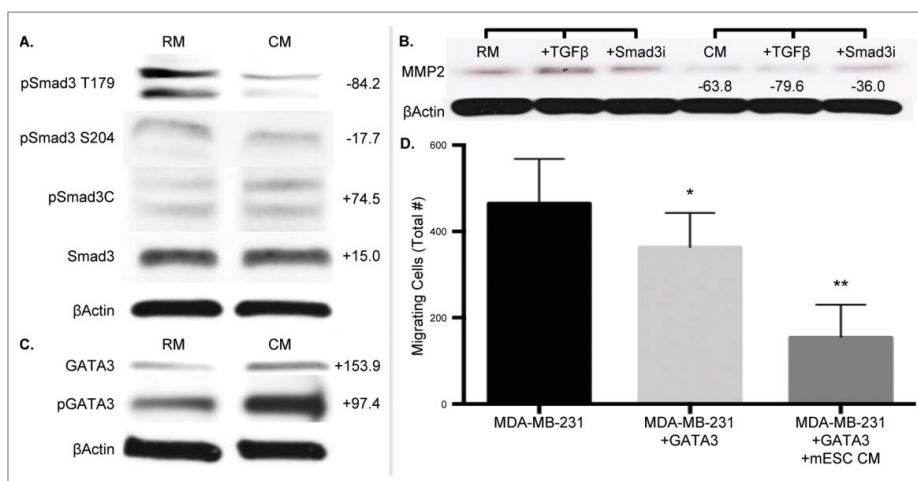 A.
RM CM
pSmad3 T179 -84.2
pSmad3 S204 -17.7
pSmad3C +74.5
Smad3 +15.0
βActin
C.
RM CM
GATA3 +153.9
pGATA3 +97.4
βActin
B.
RM +TGFβ +Smad3i CM +TGFβ +Smad3i
MMP2
-63.8 -79.6 -36.0
βActin
D.
600
400
200
0
Migrating Cells (Total #)
*
**
MDA-MB-231
MDA-MB-231
+GATA3
MDA-MB-231
+GATA3
+mESC CM